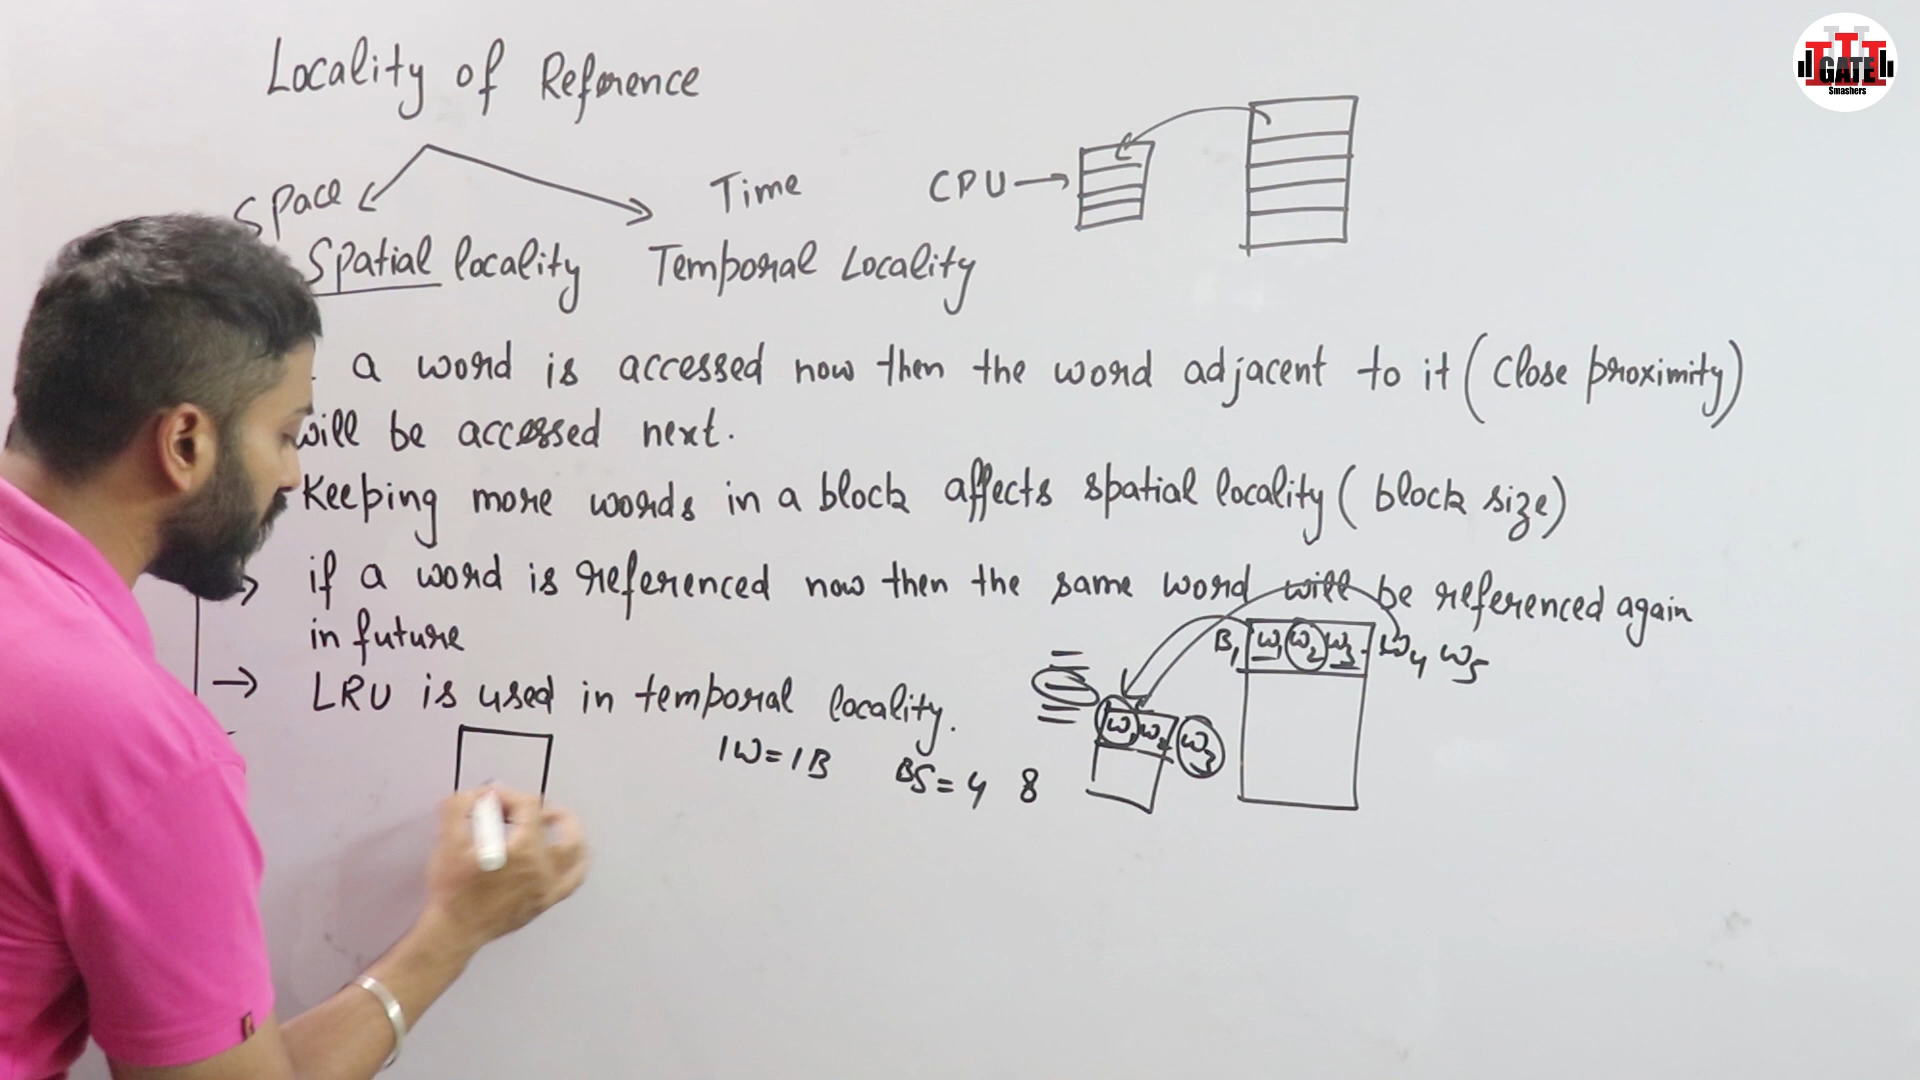 Locality of Reference
Space
Time
CPU
Spatial locality
Temporal Locality
a word is accessed now then the word adjacent to it (Close proximity)
will be accessed next.
Keeping more words in a block affects spatial locality ( block size)
if a word is referenced now then the same word will be referenced again
in future
B1 w1 w2 w3 w4 w5
LRU is used in temporal locality.
w1 w2 w3
1W=1B BS=4 8
GATE
Smashers